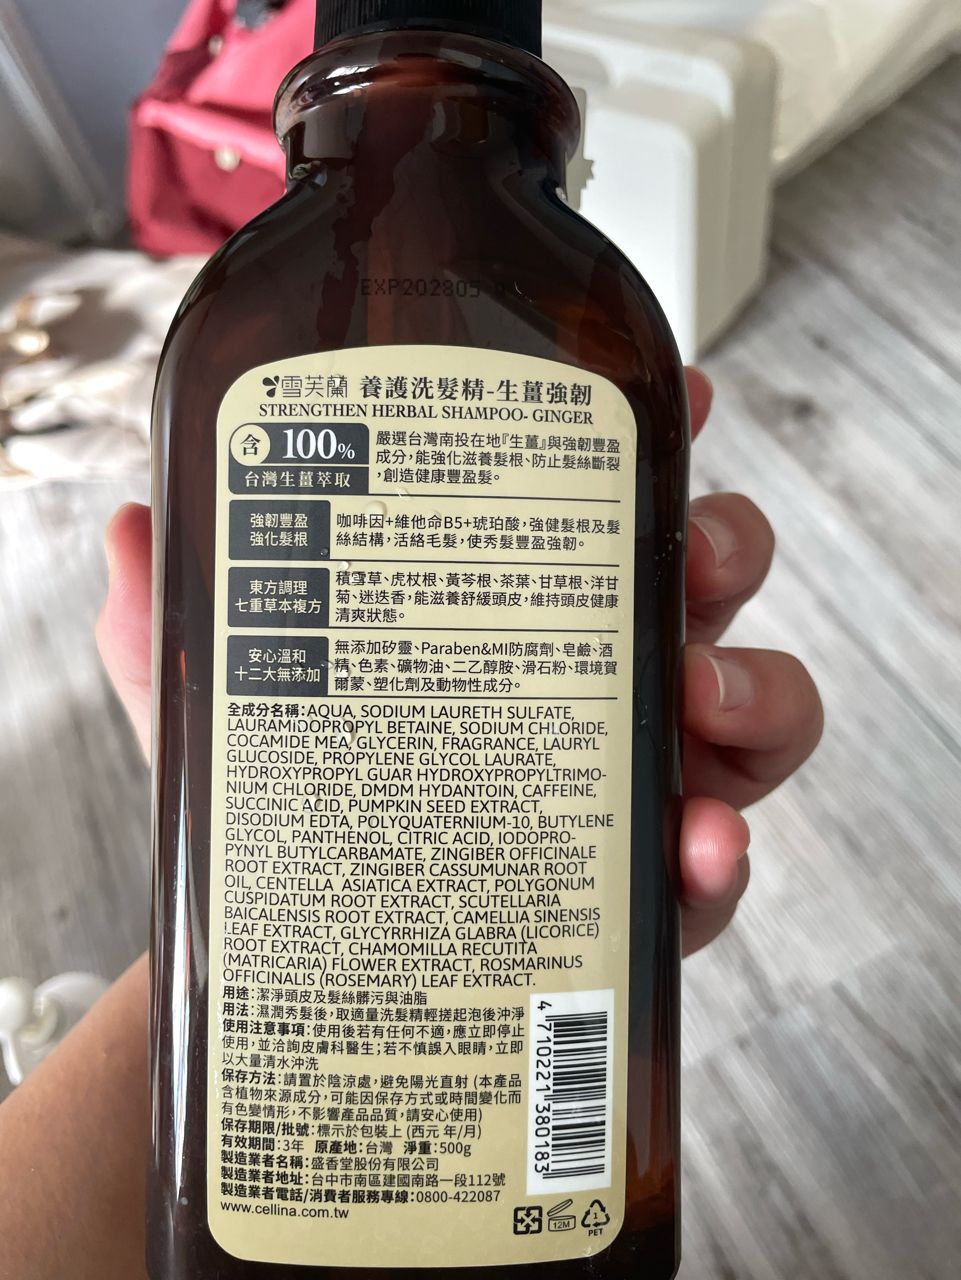 EXP202805
雪芙蘭 養護洗髮精-生薑強韌
STRENGTHEN HERBAL SHAMPOO- GINGER
含 100%
台灣生薑萃取
嚴選台灣南投在地『生薑』與強韌豐盈
成分,能強化滋養髮根、防止髮絲斷裂
,創造健康豐盈髮。
強韌豐盈
強化髮根
咖啡因+維他命B5+琥珀酸,強健髮根及髮
絲結構,活絡毛髮,使秀髮豐盈強韌。
東方調理
七重草本複方
積雪草、虎杖根、黃芩根、茶葉、甘草根、洋甘
菊、迷迭香,能滋養舒緩頭皮,維持頭皮健康
清爽狀態。
安心溫和
十二大無添加
無添加矽靈、Paraben&MI防腐劑、皂鹼、酒
精、色素、礦物油、二乙醇胺、滑石粉、環境賀
爾蒙、塑化劑及動物性成分。
全成分名稱:AQUA, SODIUM LAURETH SULFATE,
LAURAMIDOPROPYL BETAINE, SODIUM CHLORIDE,
COCAMIDE MEA, GLYCERIN, FRAGRANCE, LAURYL
GLUCOSIDE, PROPYLENE GLYCOL LAURATE,
HYDROXYPROPYL GUAR HYDROXYPROPYLTRIMO-
NIUM CHLORIDE, DMDM HYDANTOIN, CAFFEINE,
SUCCINIC ACID, PUMPKIN SEED EXTRACT,
DISODIUM EDTA, POLYQUATERNIUM-10, BUTYLENE
GLYCOL, PANTHENOL, CITRIC ACID, IODOPRO-
PYNYL BUTYLCARBAMATE, ZINGIBER OFFICINALE
ROOT EXTRACT, ZINGIBER CASSUMUNAR ROOT
OIL, CENTELLA ASIATICA EXTRACT, POLYGONUM
CUSPIDATUM ROOT EXTRACT, SCUTELLARIA
BAICALENSIS ROOT EXTRACT, CAMELLIA SINENSIS
LEAF EXTRACT, GLYCYRRHIZA GLABRA (LICORICE)
ROOT EXTRACT, CHAMOMILLA RECUTITA
(MATRICARIA) FLOWER EXTRACT, ROSMARINUS
OFFICINALIS (ROSEMARY) LEAF EXTRACT.
用途:潔淨頭皮及髮絲髒污與油脂
用法:濕潤秀髮後,取適量洗髮精輕搓起泡後沖淨
使用注意事項:使用後若有任何不適,應立即停止
使用,並洽詢皮膚科醫生;若不慎誤入眼睛,立即
以大量清水沖洗
保存方法:請置於陰涼處,避免陽光直射 (本產品
含植物來源成分,可能因保存方式或時間變化而
有色變情形,不影響產品品質,請安心使用)
保存期限/批號:標示於包裝上 (西元 年/月)
有效期間:3年 原產地:台灣 淨重:500g
製造業者名稱:盛香堂股份有限公司
製造業者地址:台中市南區建國南路一段112號
製造業者電話/消費者服務專線:0800-422087
www.cellina.com.tw
4 710221 380183
12M
1
PET